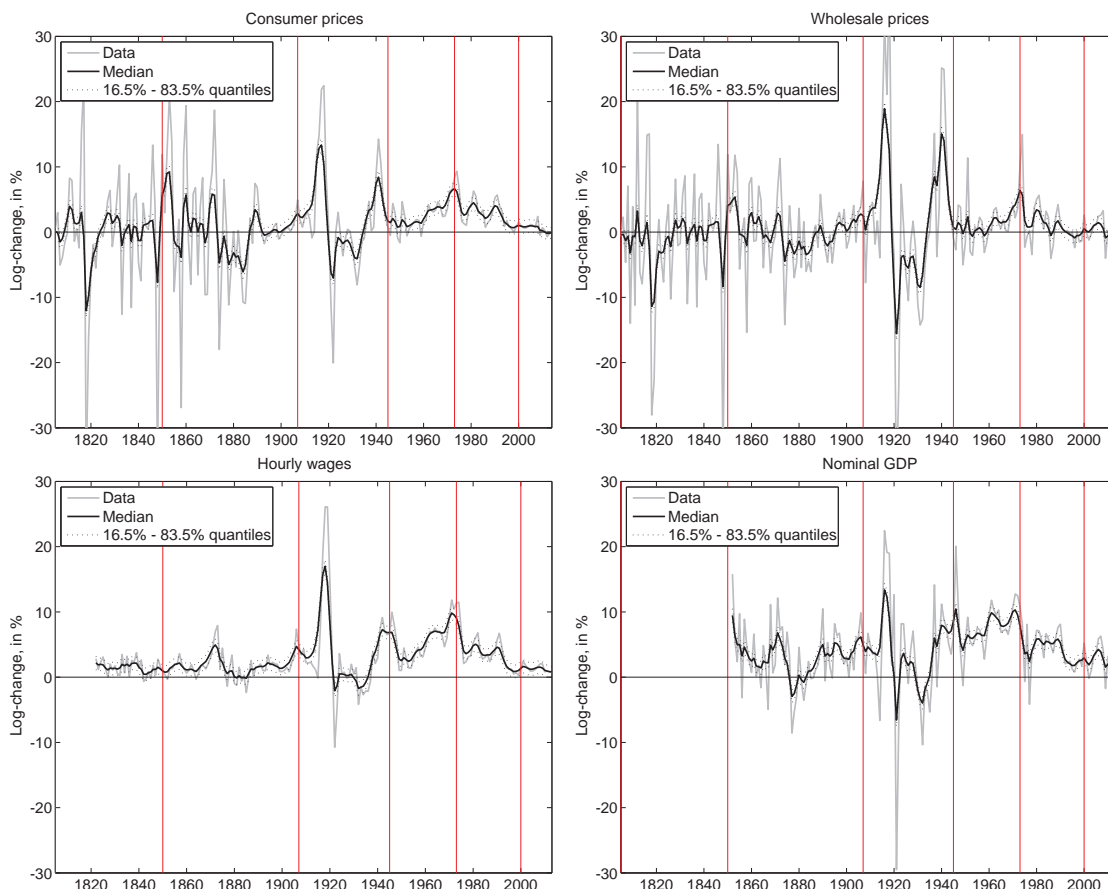 Consumer prices
Log-change, in %
30
20
10
0
-10
-20
-30
Data
Median
16.5% - 83.5% quantiles
1820 1840 1860 1880 1900 1920 1940 1960 1980 2000
Wholesale prices
Log-change, in %
30
20
10
0
-10
-20
-30
Data
Median
16.5% - 83.5% quantiles
1820 1840 1860 1880 1900 1920 1940 1960 1980 2000
Hourly wages
Log-change, in %
30
20
10
0
-10
-20
-30
Data
Median
16.5% - 83.5% quantiles
1820 1840 1860 1880 1900 1920 1940 1960 1980 2000
Nominal GDP
Log-change, in %
30
20
10
0
-10
-20
-30
Data
Median
16.5% - 83.5% quantiles
1820 1840 1860 1880 1900 1920 1940 1960 1980 2000